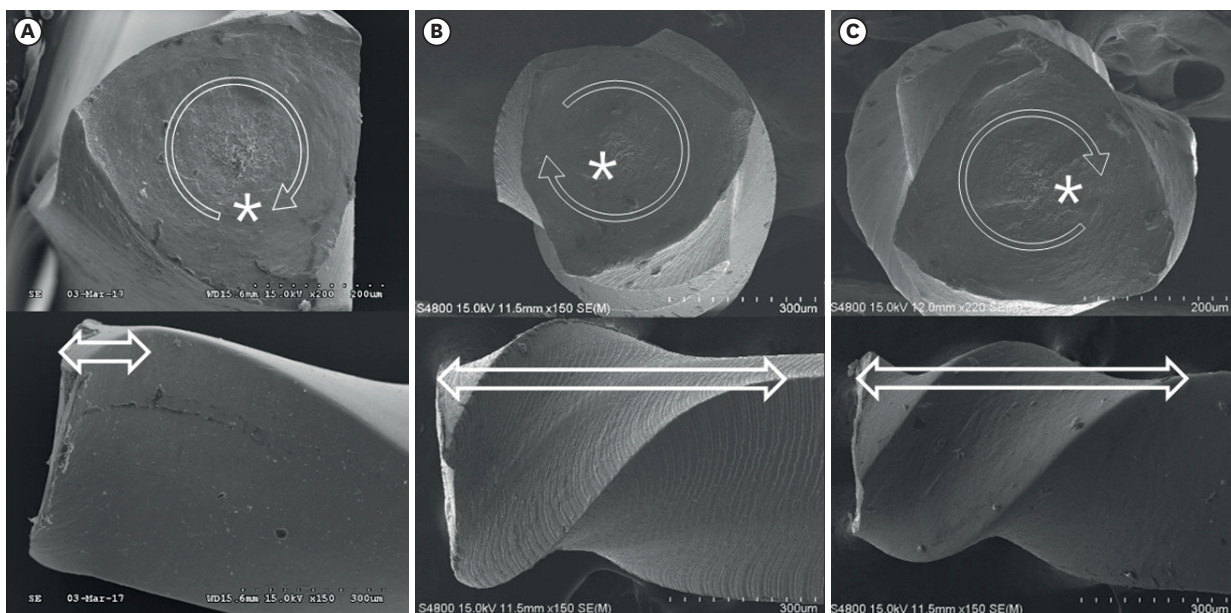 A
B
C
SE 03-Mar-17 WD15.6mm 15.0kV x200 200um
S4800 15.0kV 11.5mm x150 SE(M) 300um
S4800 15.0kV 12.0mm x220 SE(M) 200um
SE 03-Mar-17 WD15.6mm 15.0kV x150 300um
S4800 15.0kV 11.5mm x150 SE(M) 300um
S4800 15.0kV 11.5mm x150 SE(M) 300um